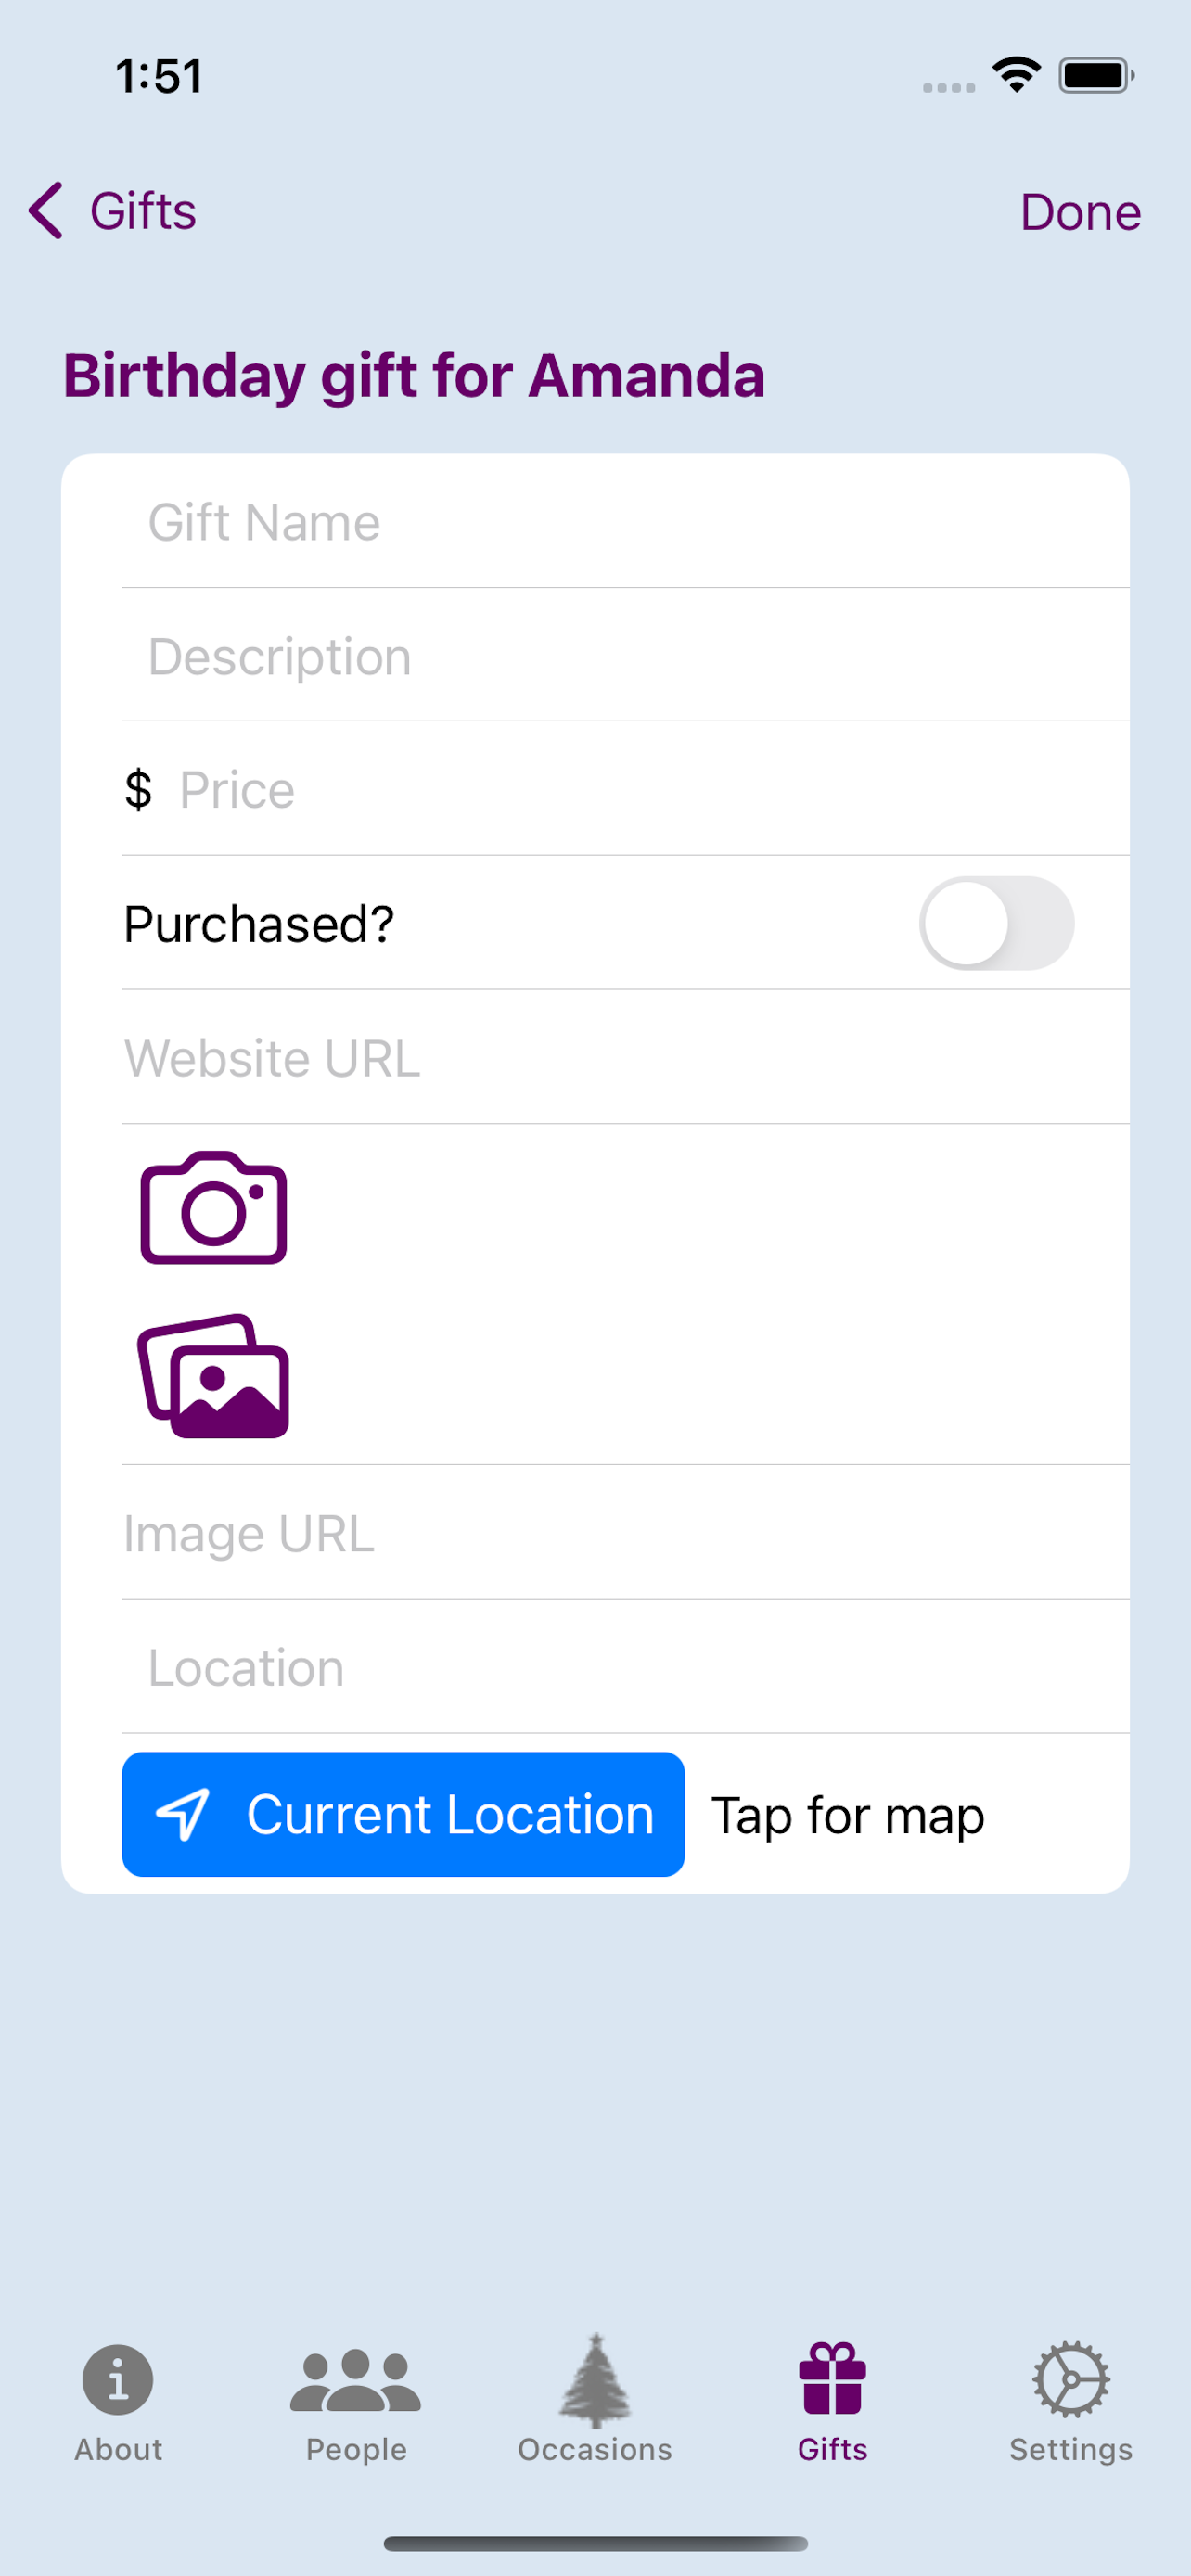 1:51
Gifts
Done
Birthday gift for Amanda
Gift Name
Description
$ Price
Purchased?
Website URL
Image URL
Location
Current Location
Tap for map
About
People
Occasions
Gifts
Settings